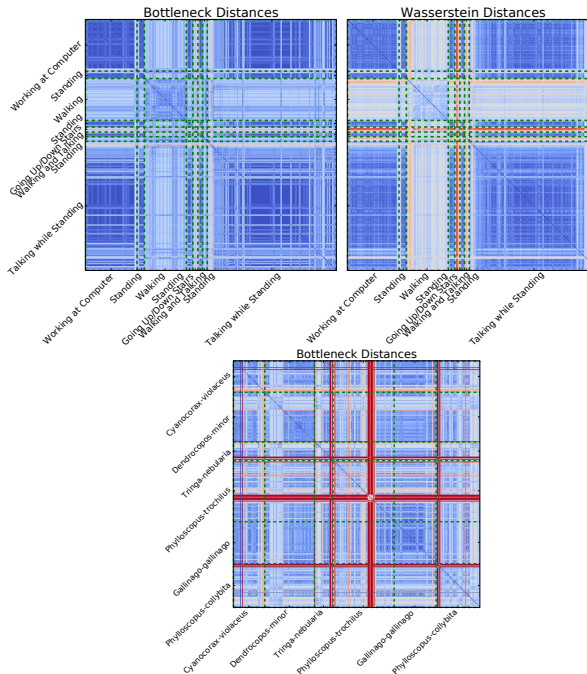 Bottleneck Distances
Wasserstein Distances
Working at Computer
Standing
Walking
Standing
Going Up/Down Stairs
Walking and Talking
Standing
Talking while Standing
Working at Computer
Standing
Walking
Standing
Going Up/Down Stairs
Walking and Talking
Standing
Talking while Standing
Working at Computer
Standing
Walking
Standing
Going Up/Down Stairs
Walking and Talking
Standing
Talking while Standing
Bottleneck Distances
Cyanocorax-violaceus
Dendrocopos-minor
Tringa-nebularia
Phylloscopus-trochilus
Gallinago-gallinago
Phylloscopus-collybita
Cyanocorax-violaceus
Dendrocopos-minor
Tringa-nebularia
Phylloscopus-trochilus
Gallinago-gallinago
Phylloscopus-collybita